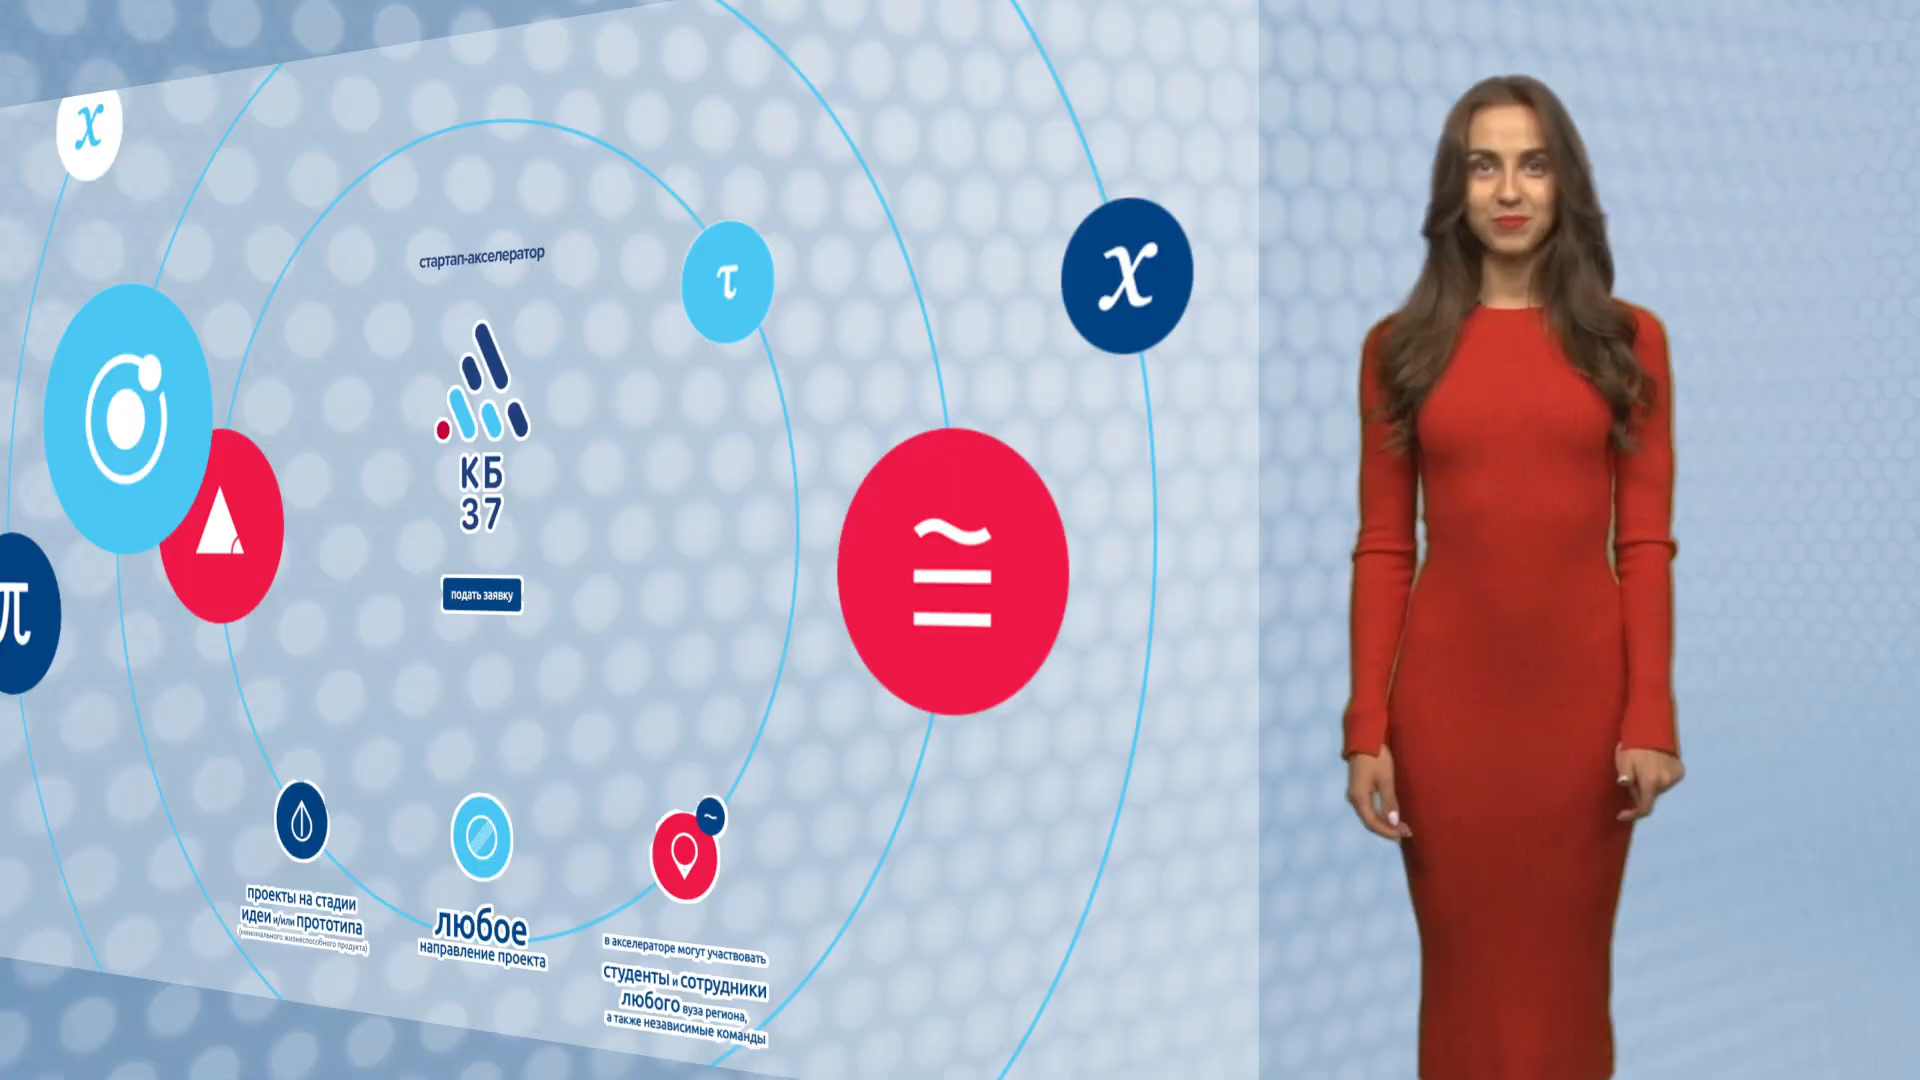 x
τ
x
π
стартап-акселератор
КБ
37
подать заявку
проекты на стадии
идеи и/или прототипа
(минимального жизнеспособного продукта)
любое
направление проекта
в акселераторе могут участвовать
студенты и сотрудники
любого вуза региона,
а также независимые команды